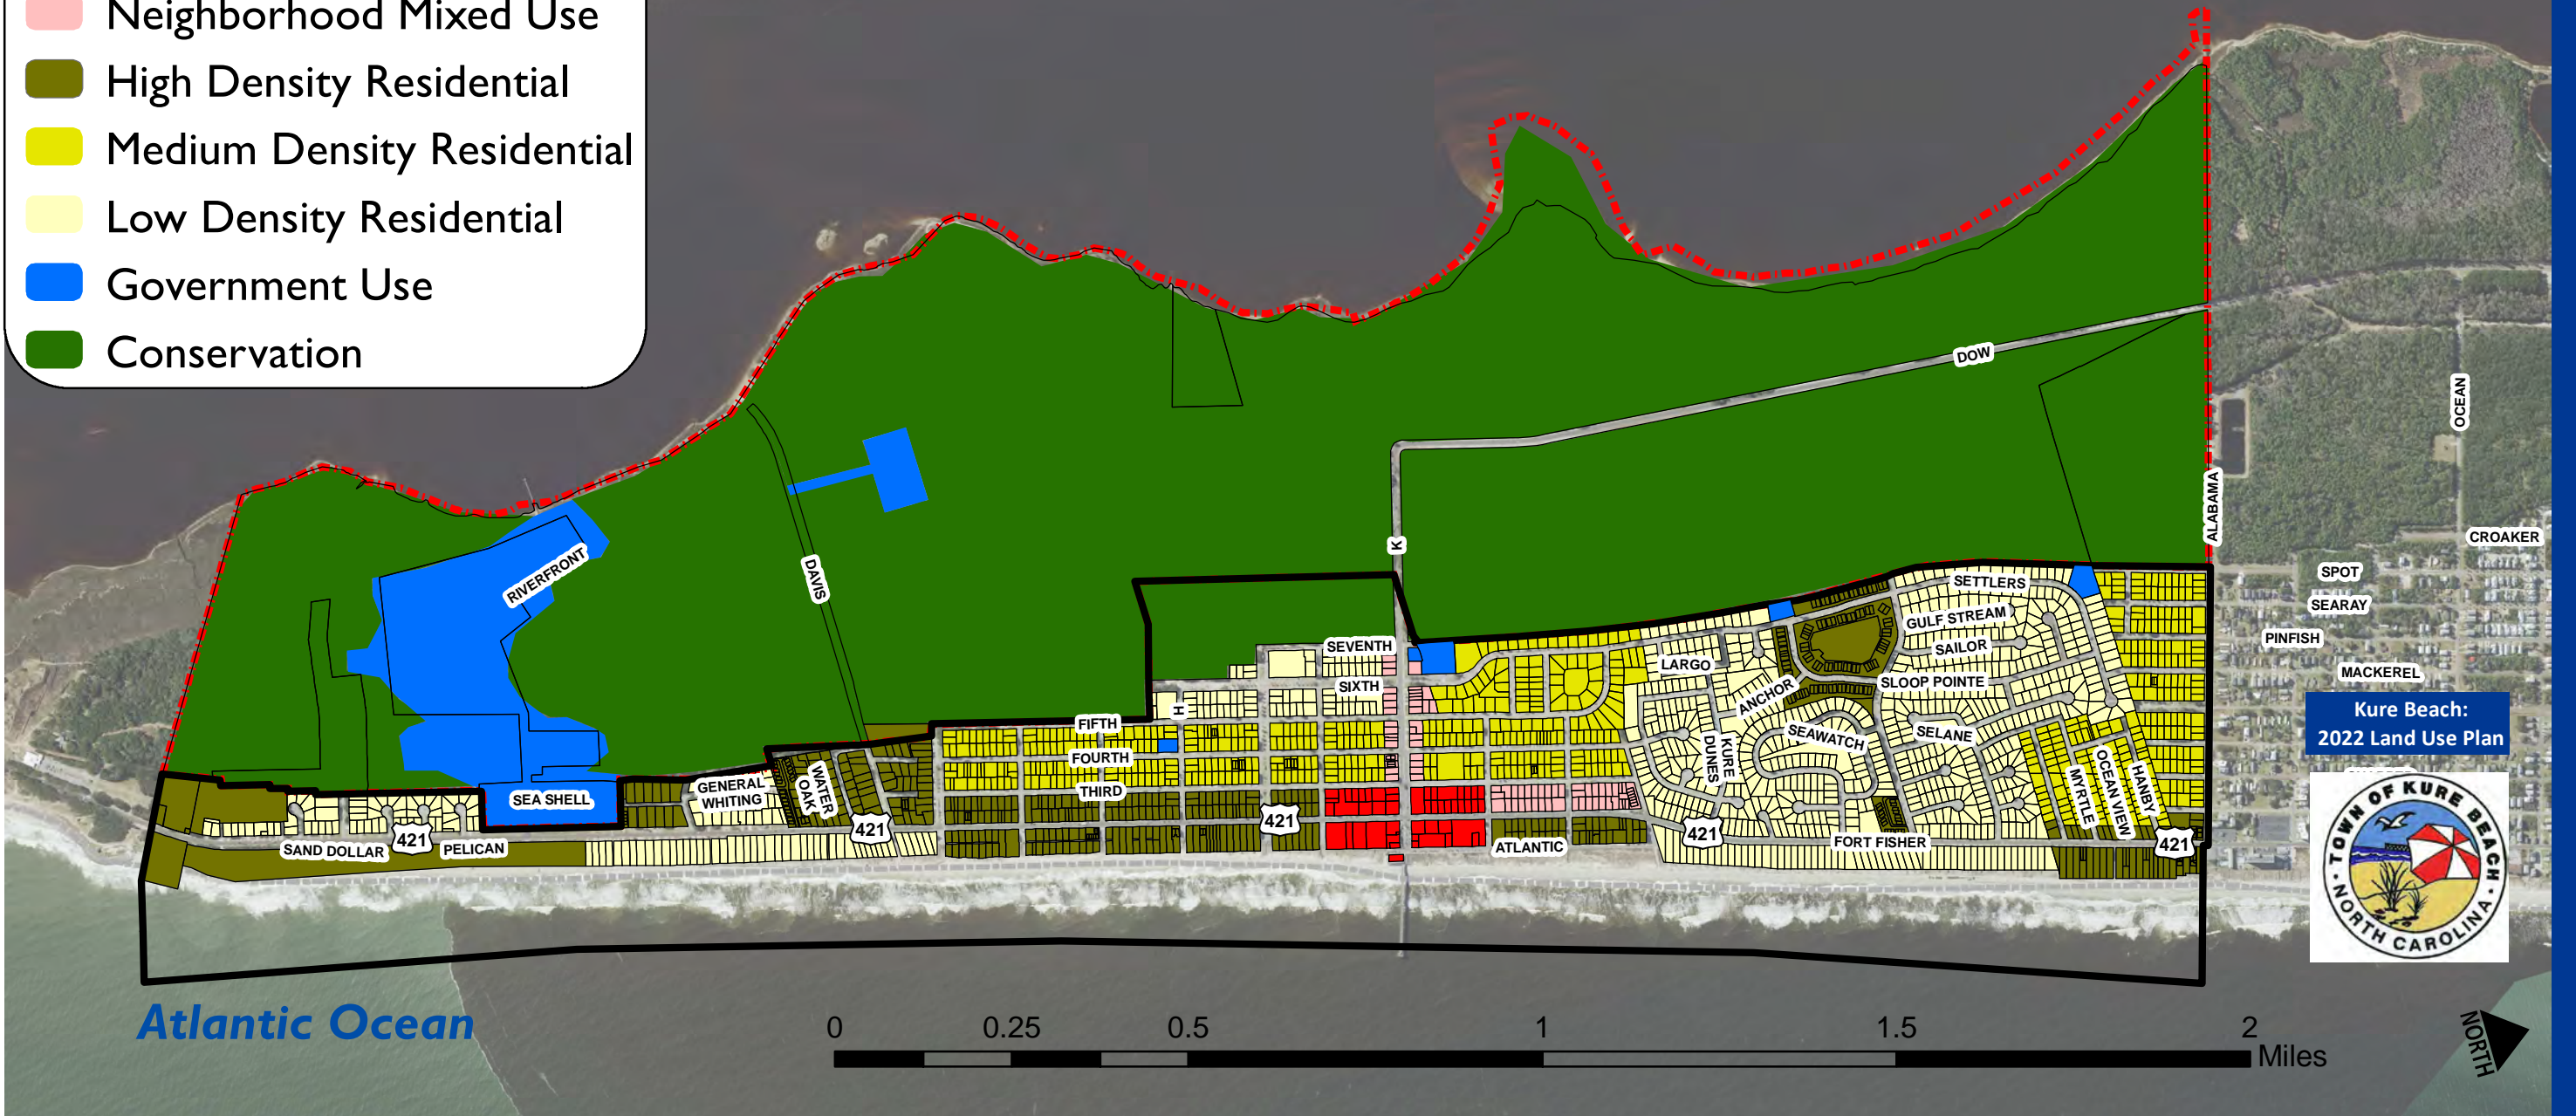 Neighborhood Mixed Use
High Density Residential
Medium Density Residential
Low Density Residential
Government Use
Conservation
DOW
OCEAN
ALABAMA
CROAKER
K
RIVERFRONT
DAVIS
SPOT
SEARAY
PINFISH
MACKEREL
SETTLERS
GULF STREAM
SAILOR
SLOOP POINTE
SEVENTH
LARGO
SIXTH
ANCHOR
H
FIFTH
SEAWATCH
SELANE
KURE
DUNES
FOURTH
THIRD
WATER
OAK
GENERAL
WHITING
SEA SHELL
MYRTLE
OCEAN VIEW
HANBY
421
421
421
421
421
SAND DOLLAR
PELICAN
ATLANTIC
FORT FISHER
Kure Beach:
2022 Land Use Plan
TOWN OF KURE BEACH
NORTH CAROLINA
Atlantic Ocean
0 0.25 0.5 1 1.5 2
Miles
NORTH